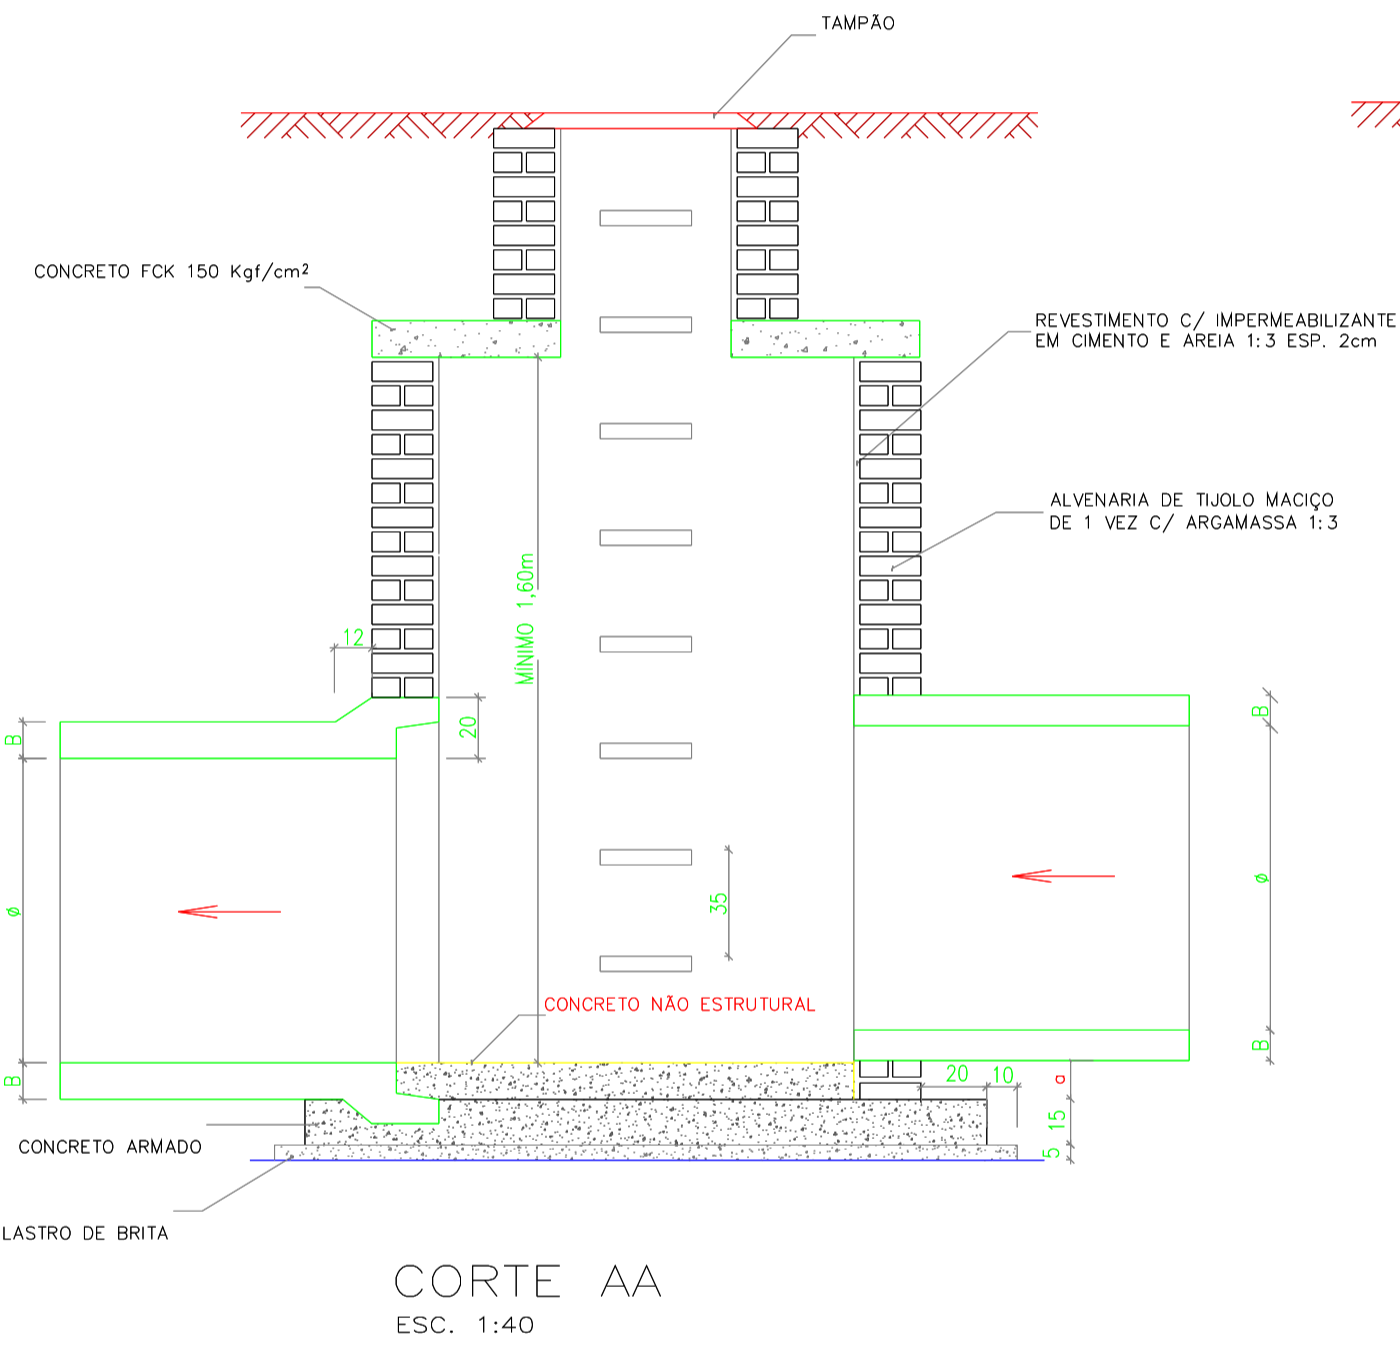 TAMPÃO
CONCRETO FCK 150 Kgf/cm²
REVESTIMENTO C/ IMPERMEABILIZANTE
EM CIMENTO E AREIA 1:3 ESP. 2cm
ALVENARIA DE TIJOLO MACIÇO
DE 1 VEZ C/ ARGAMASSA 1:3
MÍNIMO 1,60m
12
20
B
B
ø
ø
35
CONCRETO NÃO ESTRUTURAL
B
B
20
10
a
15
5
CONCRETO ARMADO
LASTRO DE BRITA
CORTE AA
ESC. 1:40